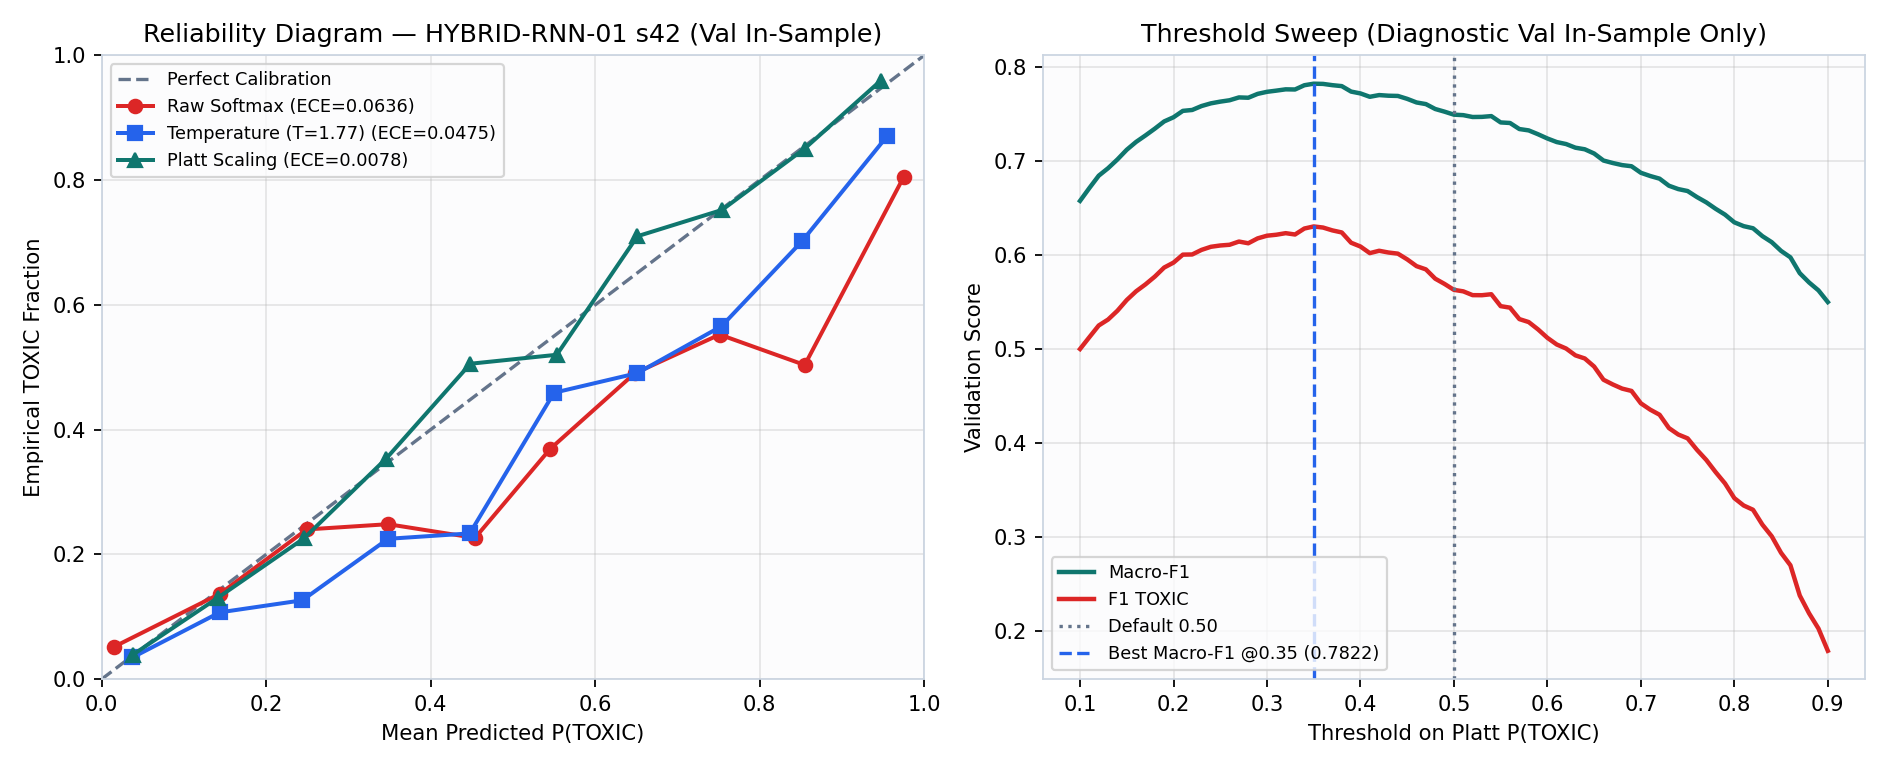 Reliability Diagram — HYBRID-RNN-01 s42 (Val In-Sample)
Perfect Calibration
Raw Softmax (ECE=0.0636)
Temperature (T=1.77) (ECE=0.0475)
Platt Scaling (ECE=0.0078)
Empirical TOXIC Fraction
1.0
0.8
0.6
0.4
0.2
0.0
0.0 0.2 0.4 0.6 0.8 1.0
Mean Predicted P(TOXIC)
Threshold Sweep (Diagnostic Val In-Sample Only)
Validation Score
0.8
0.7
0.6
0.5
0.4
0.3
0.2
Macro-F1
F1 TOXIC
Default 0.50
Best Macro-F1 @0.35 (0.7822)
0.1 0.2 0.3 0.4 0.5 0.6 0.7 0.8 0.9
Threshold on Platt P(TOXIC)